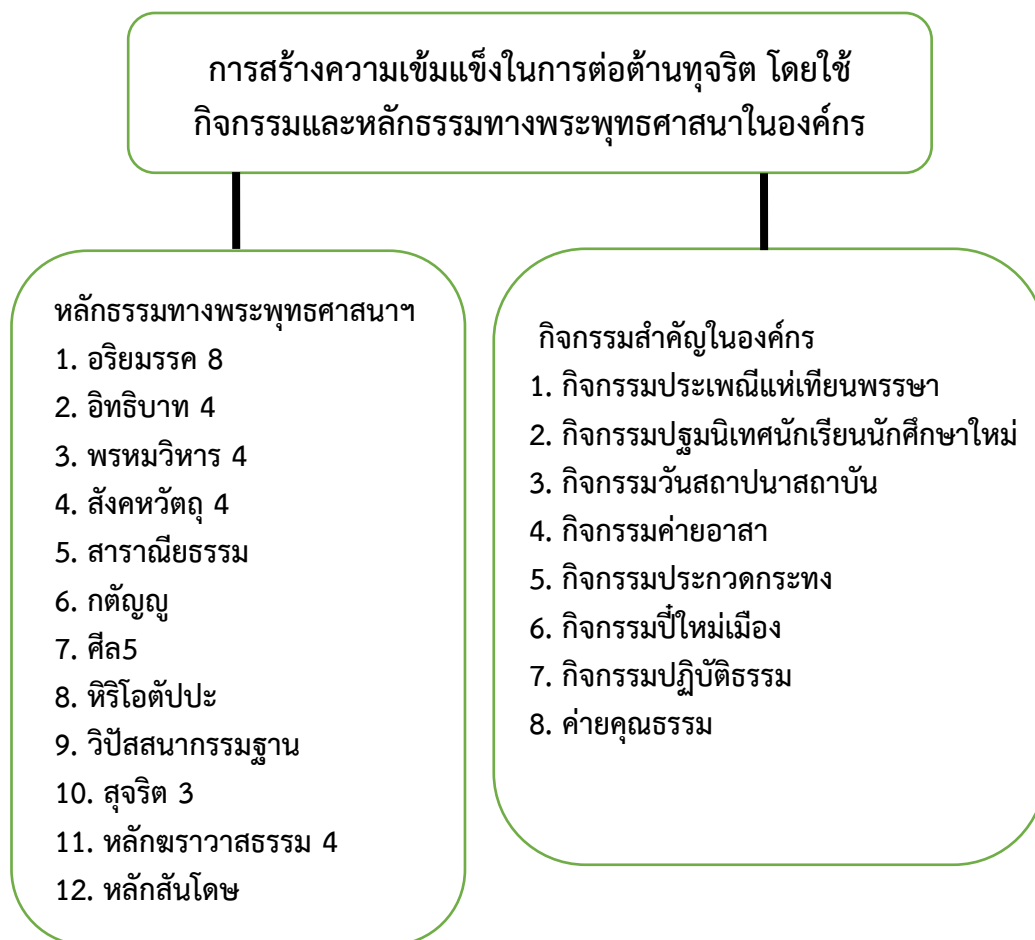 การสร้างความเข้มแข็งในการต่อต้านทุจริต โดยใช้
กิจกรรมและหลักธรรมทางพระพุทธศาสนาในองค์กร
หลักธรรมทางพระพุทธศาสนาฯ
1. อริยมรรค 8
2. อิทธิบาท 4
3. พรหมวิหาร 4
4. สังคหวัตถุ 4
5. สาราณียธรรม
6. กตัญญู
7. ศีล5
8. หิริโอตัปปะ
9. วิปัสสนากรรมฐาน
10. สุจริต 3
11. หลักฆราวาสธรรม 4
12. หลักสันโดษ
กิจกรรมสำคัญในองค์กร
1. กิจกรรมประเพณีแห่เทียนพรรษา
2. กิจกรรมปฐมนิเทศนักเรียนนักศึกษาใหม่
3. กิจกรรมวันสถาปนาสถาบัน
4. กิจกรรมค่ายอาสา
5. กิจกรรมประกวดกระทง
6. กิจกรรมปี๋ใหม่เมือง
7. กิจกรรมปฏิบัติธรรม
8. ค่ายคุณธรรม